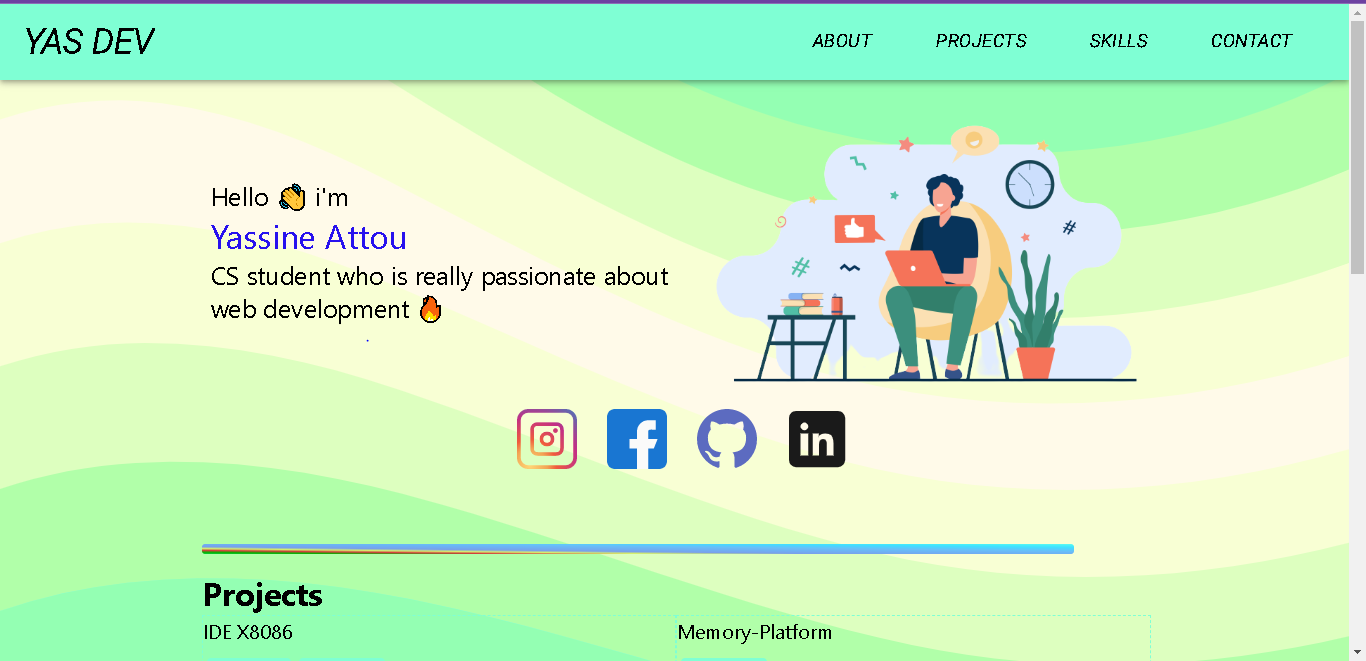 YAS DEV
ABOUT PROJECTS SKILLS CONTACT
Hello 👋 i'm
Yassine Attou
CS student who is really passionate about
web development 🔥
Projects
IDE X8086 Memory-Platform